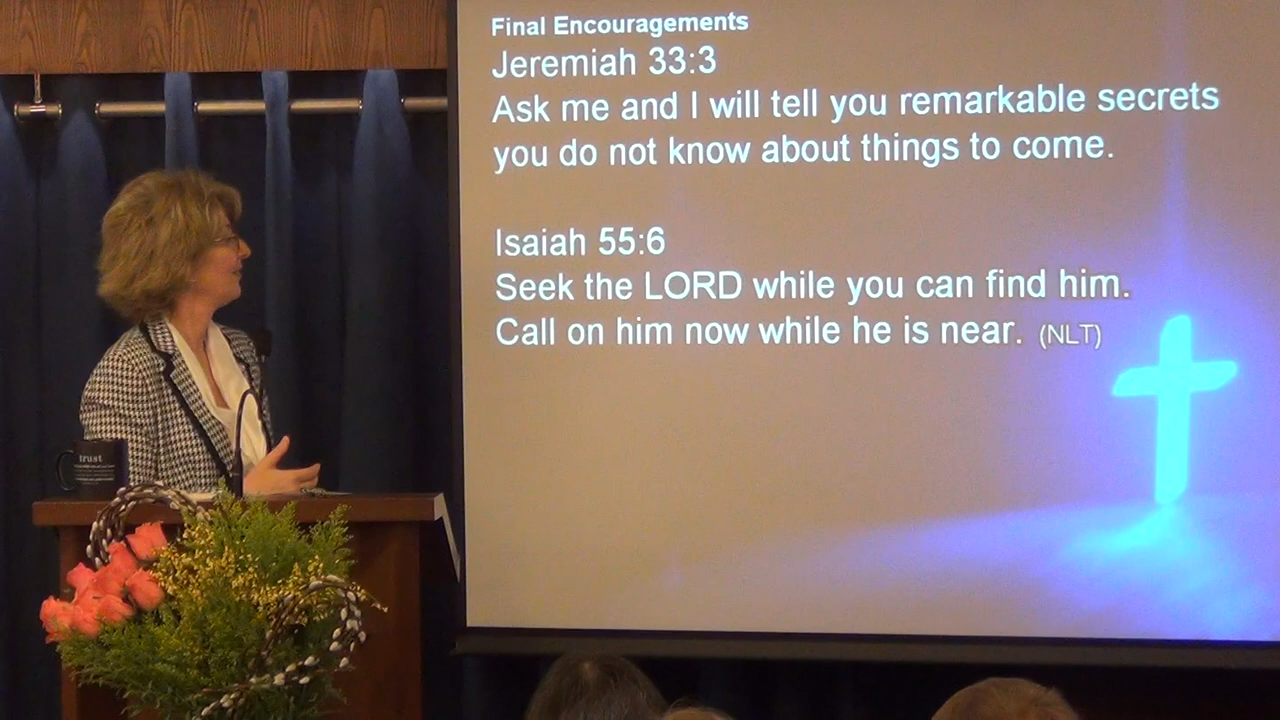 Final Encouragements
Jeremiah 33:3
Ask me and I will tell you remarkable secrets
you do not know about things to come.
Isaiah 55:6
Seek the LORD while you can find him.
Call on him now while he is near. (NLT)
trust